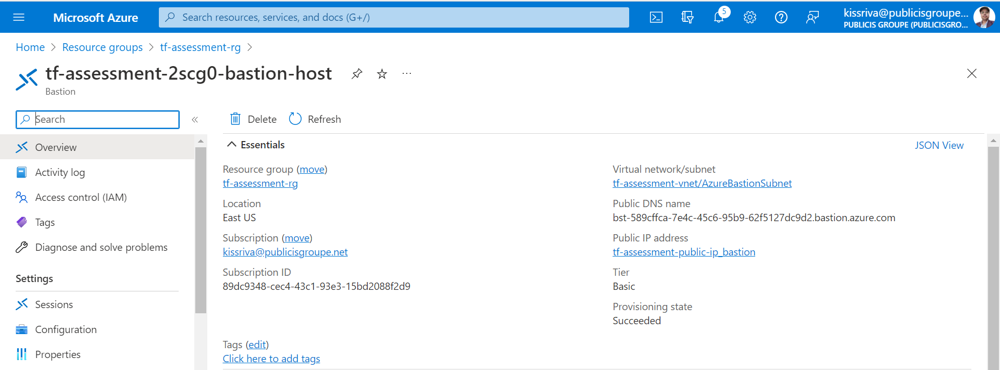 Microsoft Azure
Search resources, services, and docs (G+/)
5
kissriva@publicisgroupe...
PUBLICIS GROUPE (PUBLICISGRO...
Home > Resource groups > tf-assessment-rg >
tf-assessment-2scg0-bastion-host
...
Bastion
Search
«
Delete
Refresh
Overview
Activity log
Access control (IAM)
Tags
Diagnose and solve problems
Settings
Sessions
Configuration
Properties
Essentials
JSON View
Resource group (move)
tf-assessment-rg
Location
East US
Subscription (move)
kissriva@publicisgroupe.net
Subscription ID
89dc9348-cec4-43c1-93e3-15bd2088f2d9
Virtual network/subnet
tf-assessment-vnet/AzureBastionSubnet
Public DNS name
bst-589cffca-7e4c-45c6-95b9-62f5127dc9d2.bastion.azure.com
Public IP address
tf-assessment-public-ip_bastion
Tier
Basic
Provisioning state
Succeeded
Tags (edit)
Click here to add tags